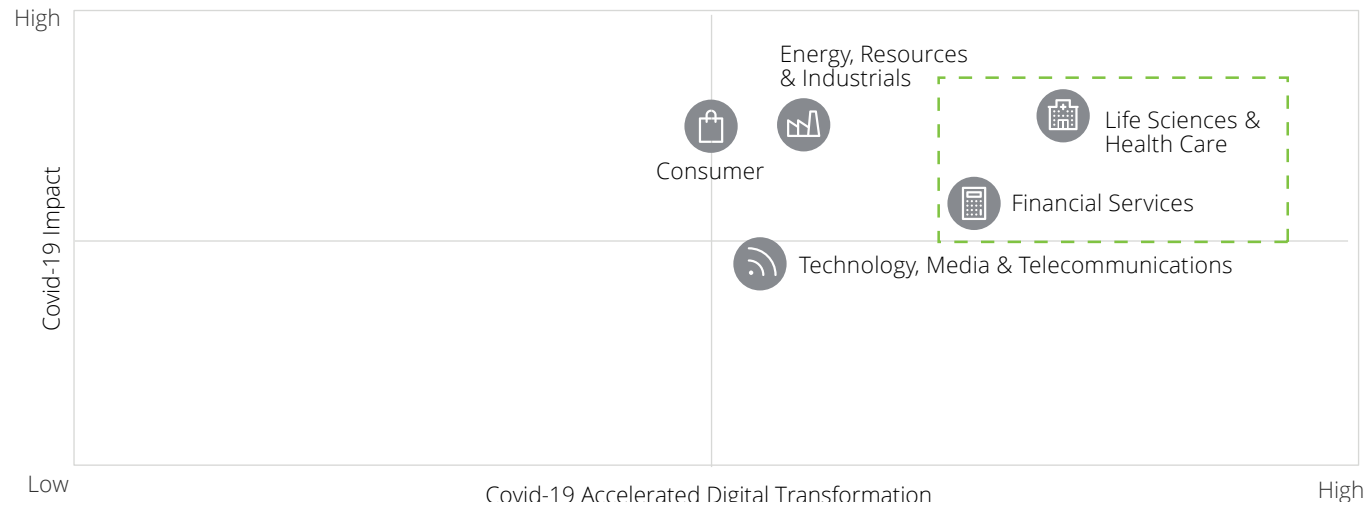 High
Energy, Resources
& Industrials
Life Sciences &
Health Care
Consumer
Financial Services
Technology, Media & Telecommunications
Covid-19 Impact
Low
Covid-19 Accelerated Digital Transformation
High